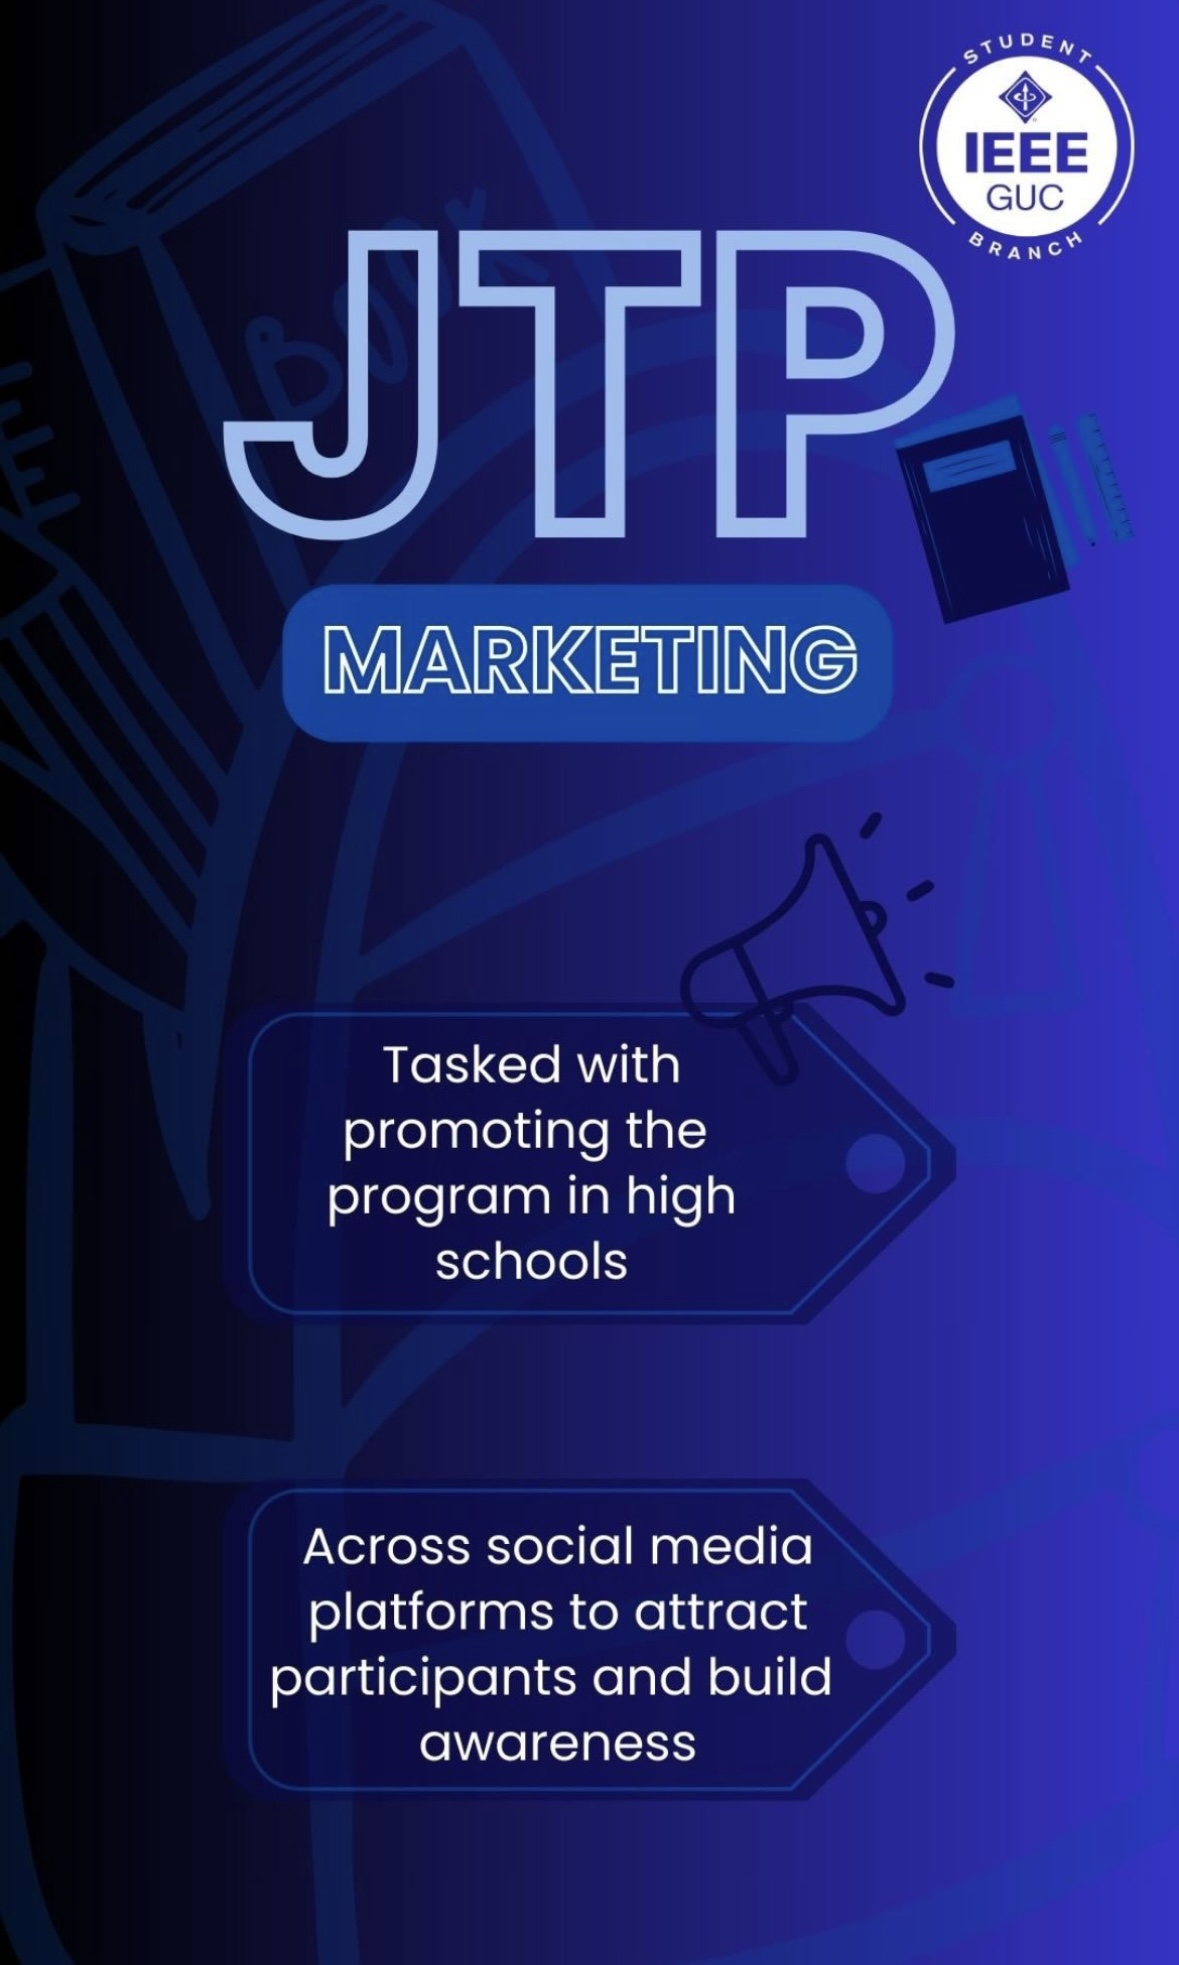 STUDENT
IEEE
GUC
BRANCH
Book
JTP
MARKETING
Tasked with
promoting the
program in high
schools
Across social media
platforms to attract
participants and build
awareness